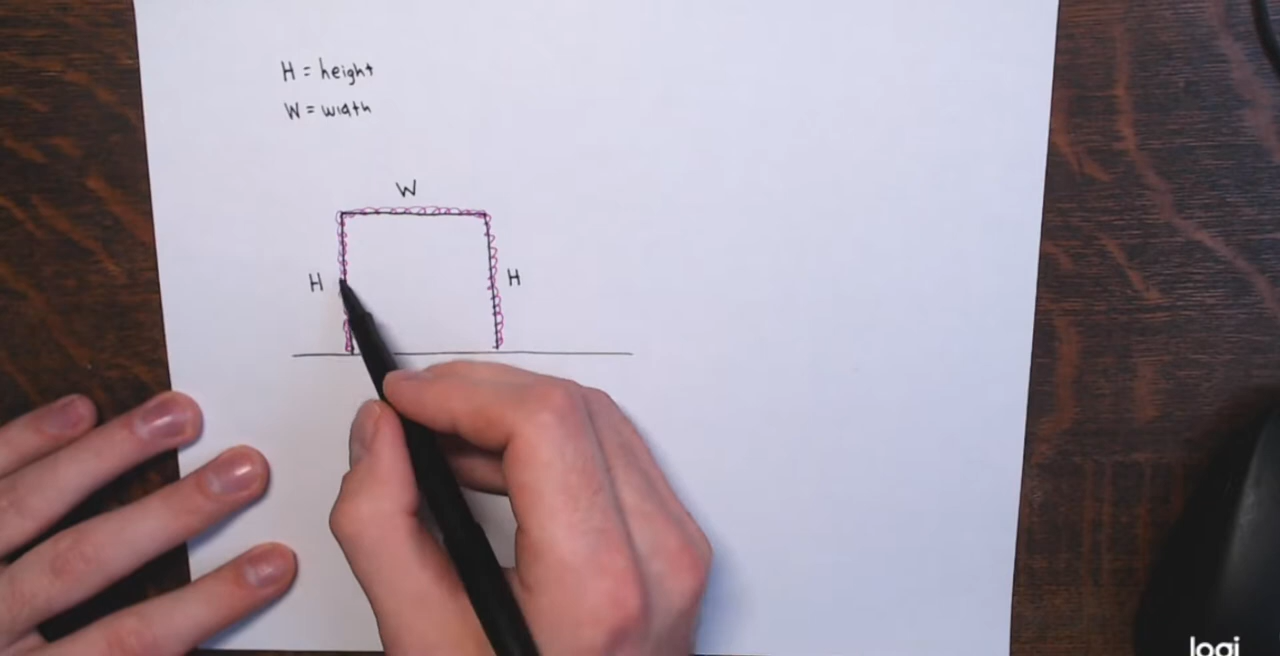 H = height
W = width
W
H H
logi